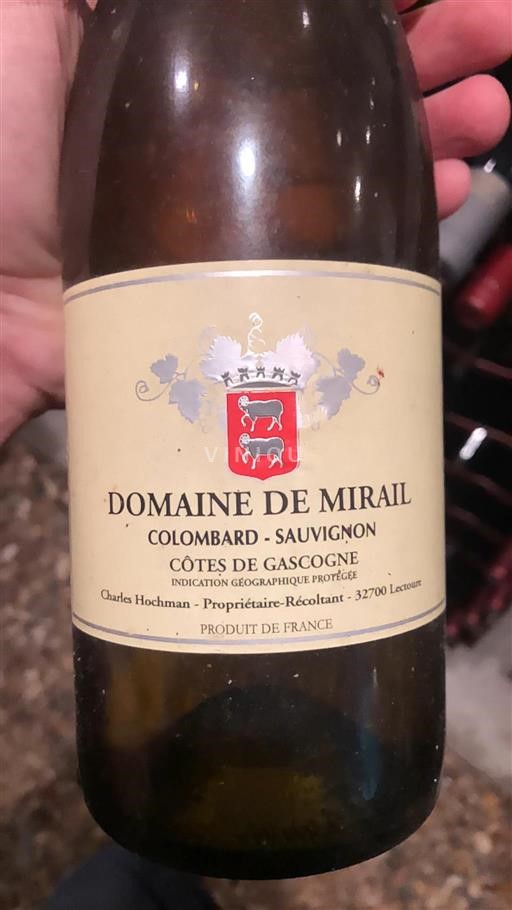 VINIOU
DOMAINE DE MIRAIL
COLOMBARD - SAUVIGNON
CÔTES DE GASCOGNE
INDICATION GÉOGRAPHIQUE PROTÉGÉE
Charles Hochman - Propriétaire-Récoltant - 32700 Lectoure
PRODUIT DE FRANCE